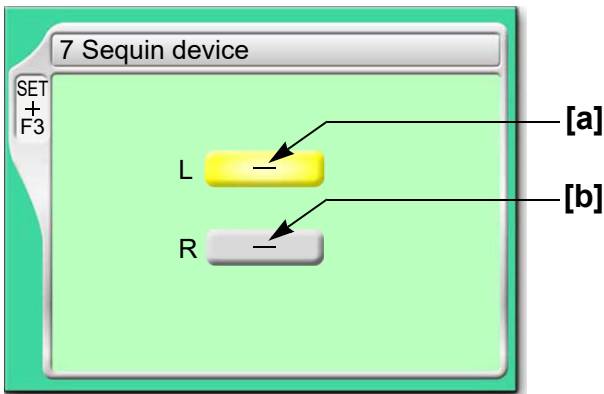 7 Sequin device
SET
+
F3
[a]
L —
[b]
R —